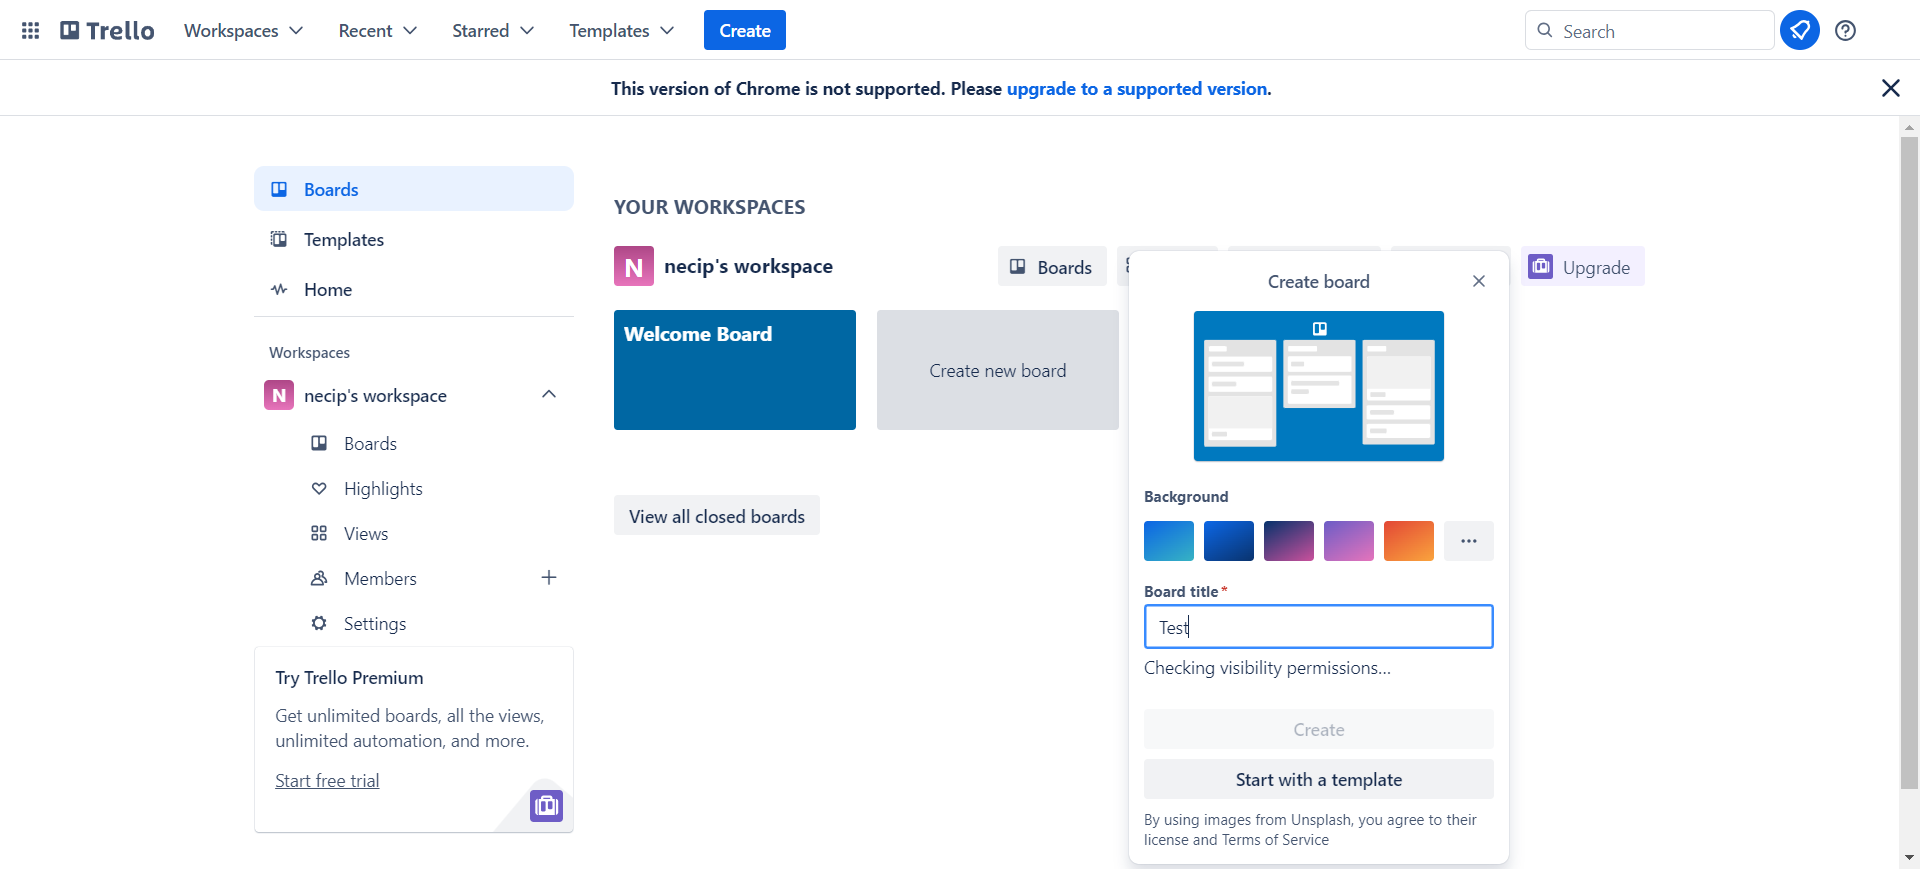 Trello
Workspaces
Recent
Starred
Templates
Create
Search
This version of Chrome is not supported. Please upgrade to a supported version.
Boards
Templates
Home
Workspaces
N
necip's workspace
Boards
Highlights
Views
Members
Settings
Try Trello Premium
Get unlimited boards, all the views,
unlimited automation, and more.
Start free trial
YOUR WORKSPACES
N
necip's workspace
Boards
Upgrade
Welcome Board
Create new board
View all closed boards
Create board
Background
Board title*
Test
Checking visibility permissions...
Create
Start with a template
By using images from Unsplash, you agree to their
license and Terms of Service